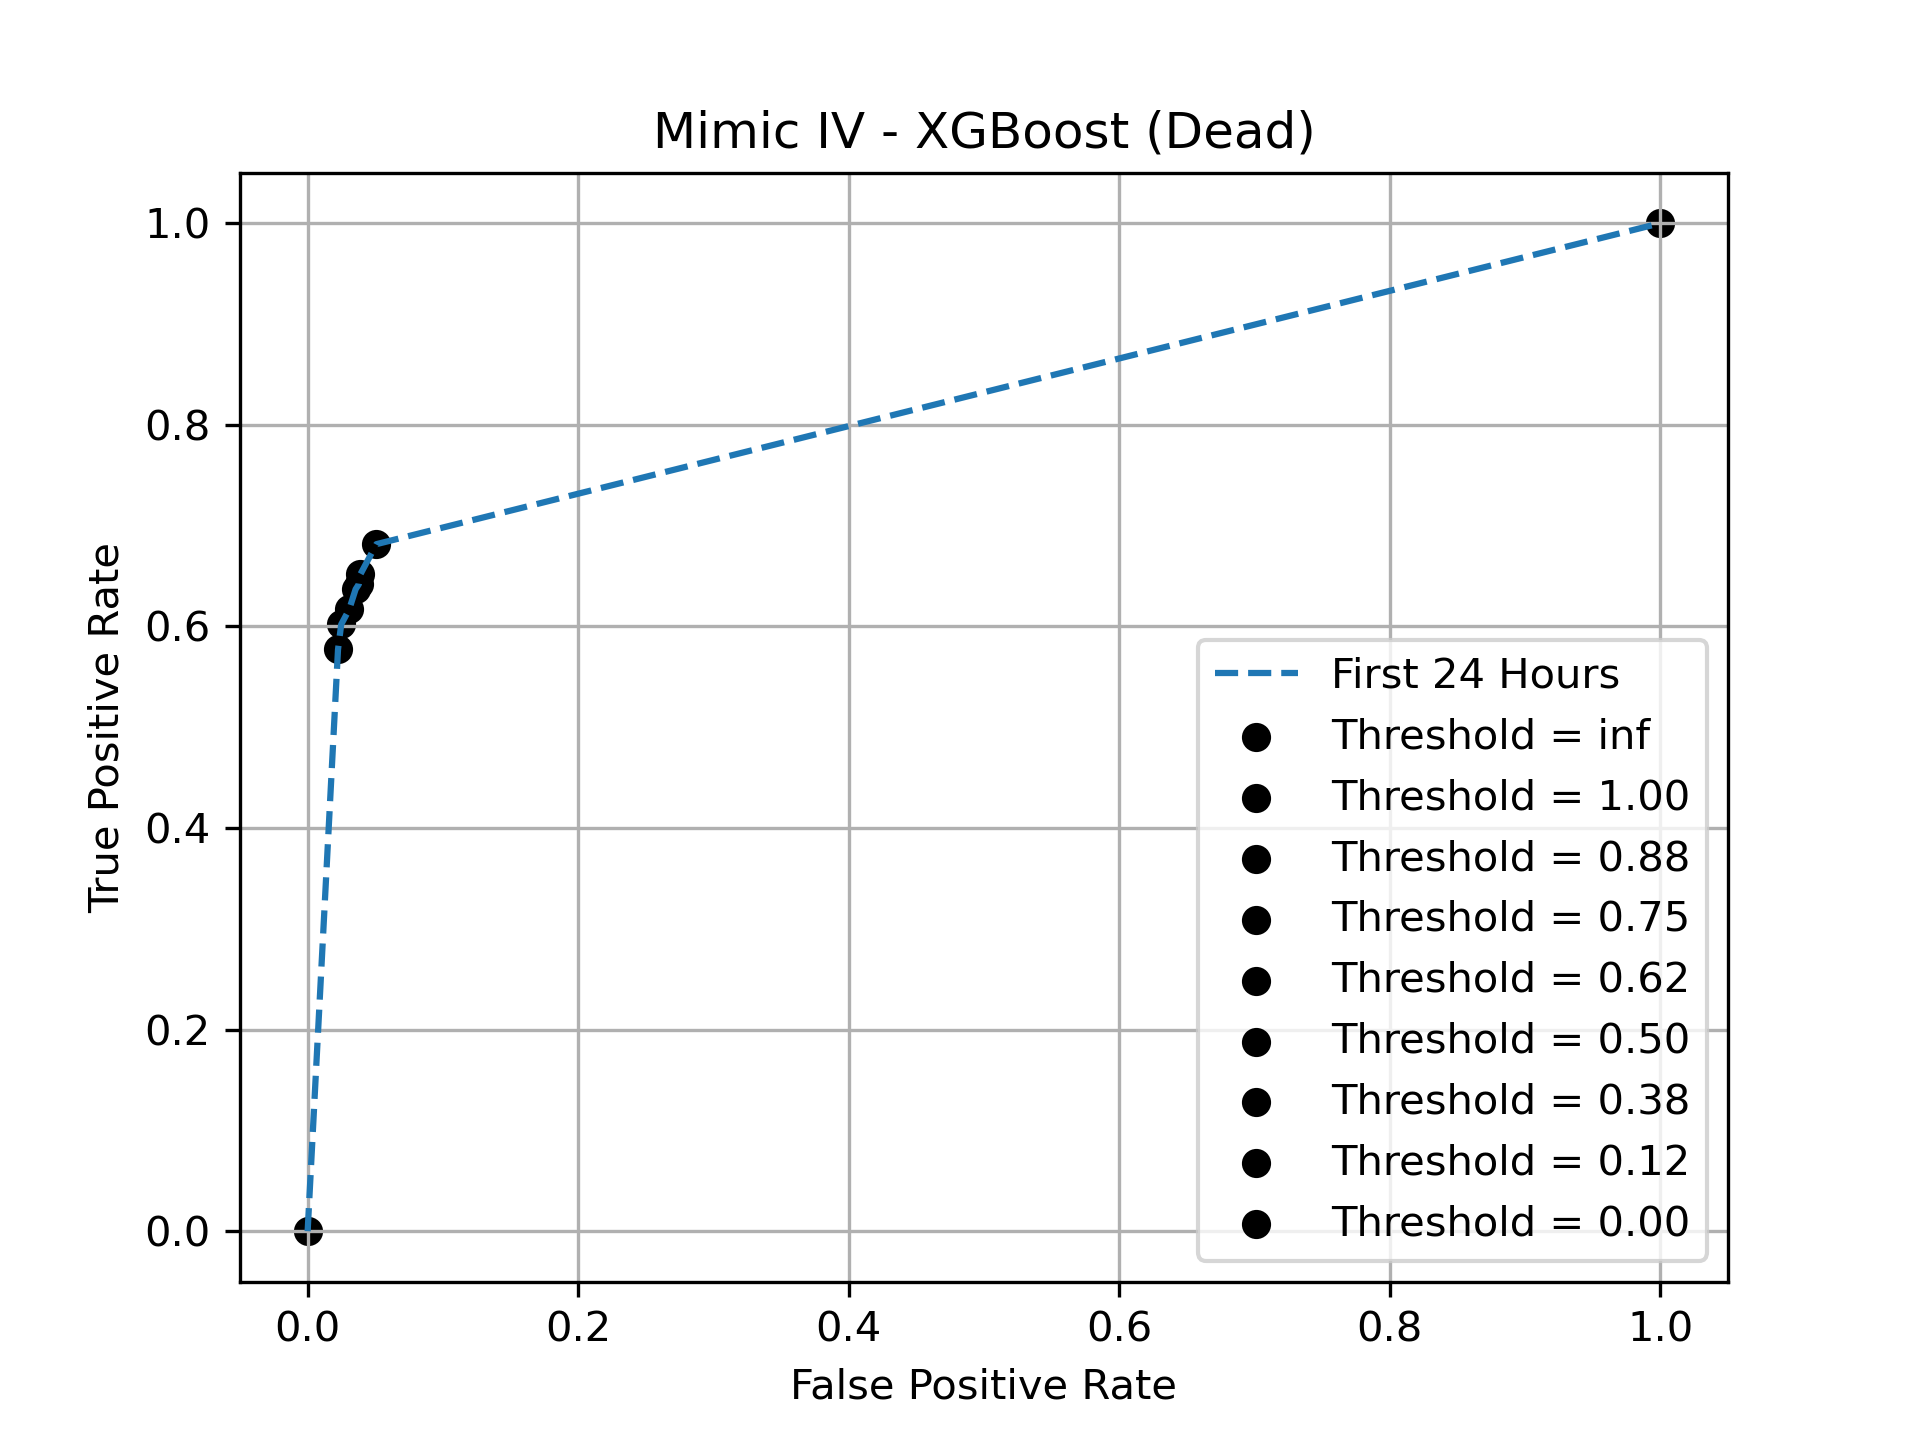 Mimic IV - XGBoost (Dead)
1.0
0.8
0.6
0.4
0.2
0.0
True Positive Rate
First 24 Hours
Threshold = inf
Threshold = 1.00
Threshold = 0.88
Threshold = 0.75
Threshold = 0.62
Threshold = 0.50
Threshold = 0.38
Threshold = 0.12
Threshold = 0.00
0.0 0.2 0.4 0.6 0.8 1.0
False Positive Rate